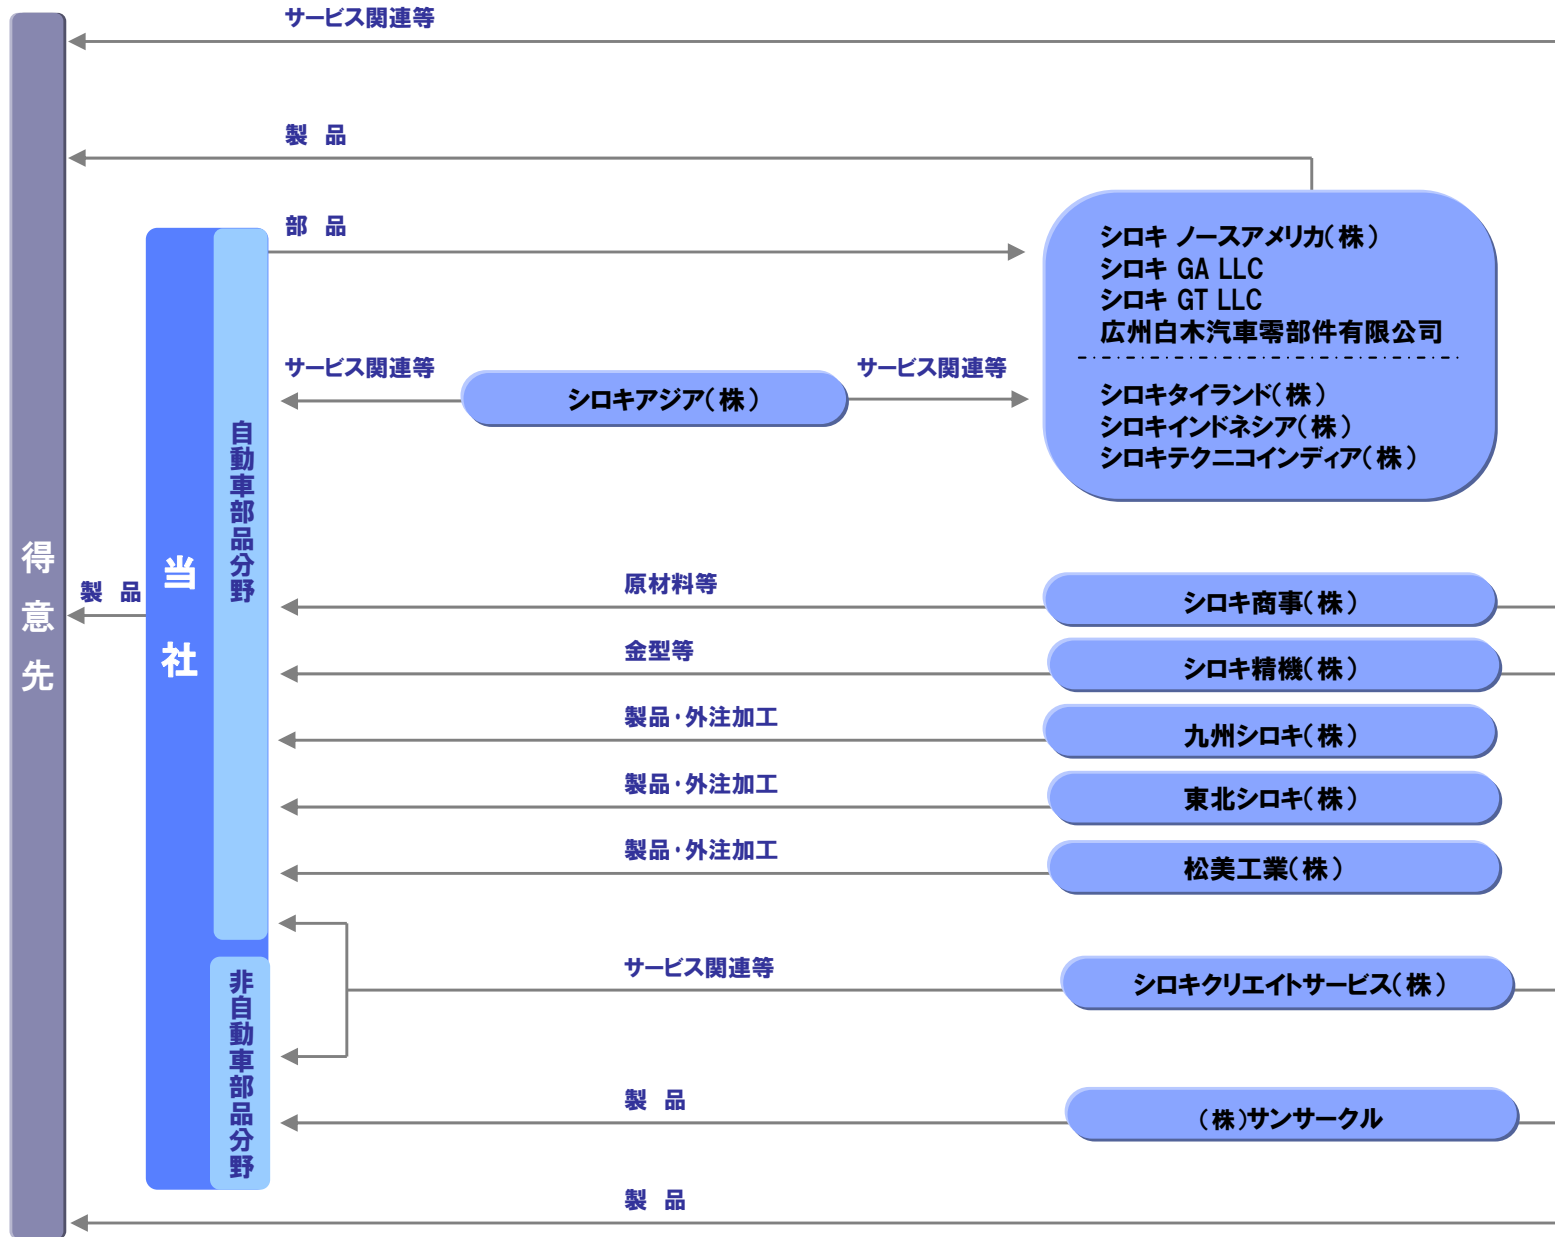 サービス関連等
製 品
部 品
シロキ ノースアメリカ(株)
シロキ GA LLC
シロキ GT LLC
広州白木汽車零部件有限公司
サービス関連等
シロキアジア(株)
サービス関連等
シロキタイランド(株)
シロキインドネシア(株)
シロキテクニコインディア(株)
得意先
製 品
当社
自動車部品分野
原材料等
シロキ商事(株)
金型等
シロキ精機(株)
製品・外注加工
九州シロキ(株)
製品・外注加工
東北シロキ(株)
製品・外注加工
松美工業(株)
非自動車部品分野
サービス関連等
シロキクリエイトサービス(株)
製 品
(株)サンサークル
製 品